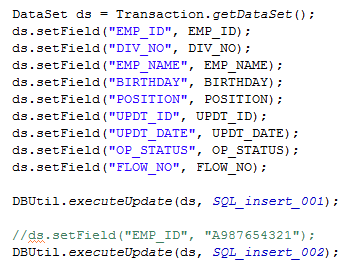 DataSet ds = Transaction.getDataSet();
ds.setField("EMP_ID", EMP_ID);
ds.setField("DIV_NO", DIV_NO);
ds.setField("EMP_NAME", EMP_NAME);
ds.setField("BIRTHDAY", BIRTHDAY);
ds.setField("POSITION", POSITION);
ds.setField("UPDT_ID", UPDT_ID);
ds.setField("UPDT_DATE", UPDT_DATE);
ds.setField("OP_STATUS", OP_STATUS);
ds.setField("FLOW_NO", FLOW_NO);
DBUtil.executeUpdate(ds, SQL_insert_001);
//ds.setField("EMP_ID", "A987654321");
DBUtil.executeUpdate(ds, SQL_insert_002);